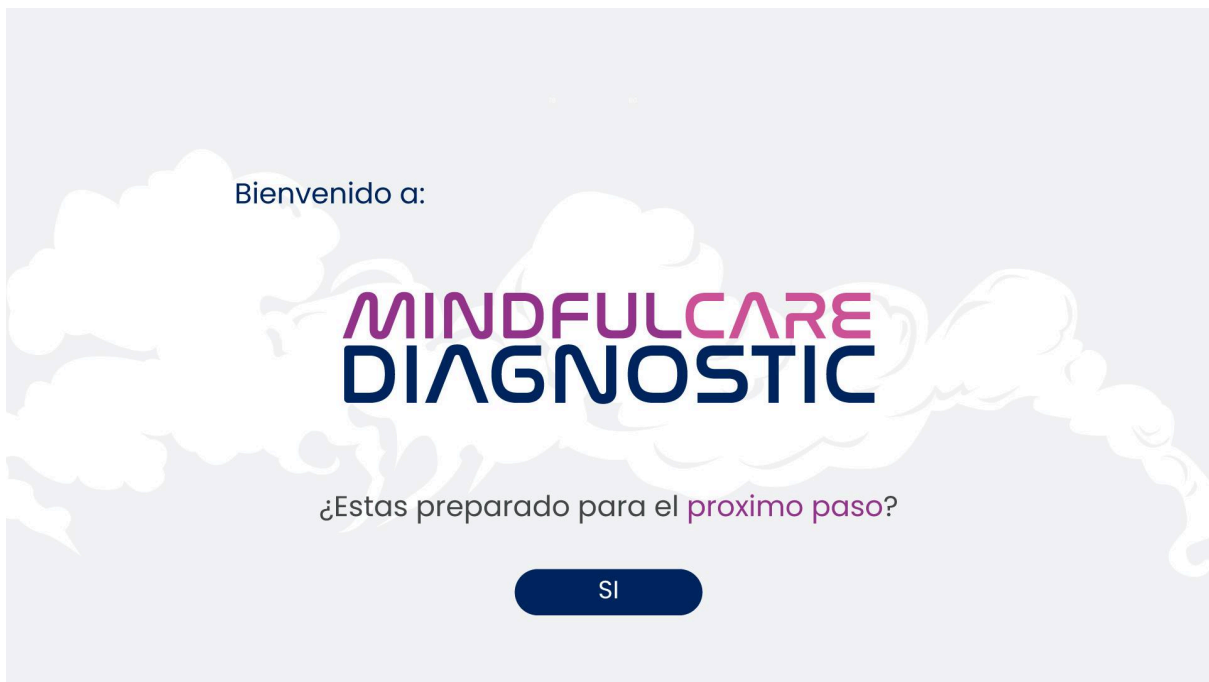 Bienvenido a:
MINDFULCARE
DIAGNOSTIC
¿Estas preparado para el proximo paso?
SI